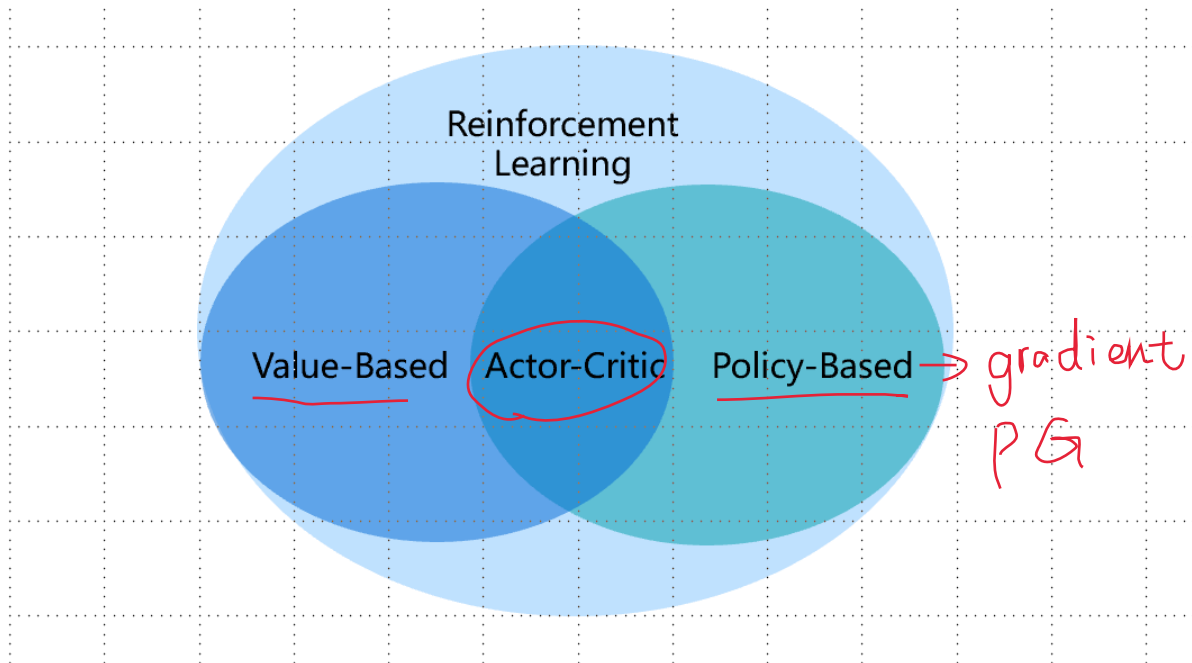 Reinforcement
Learning
Value-Based
Actor-Critic
Policy-Based
gradient
PG